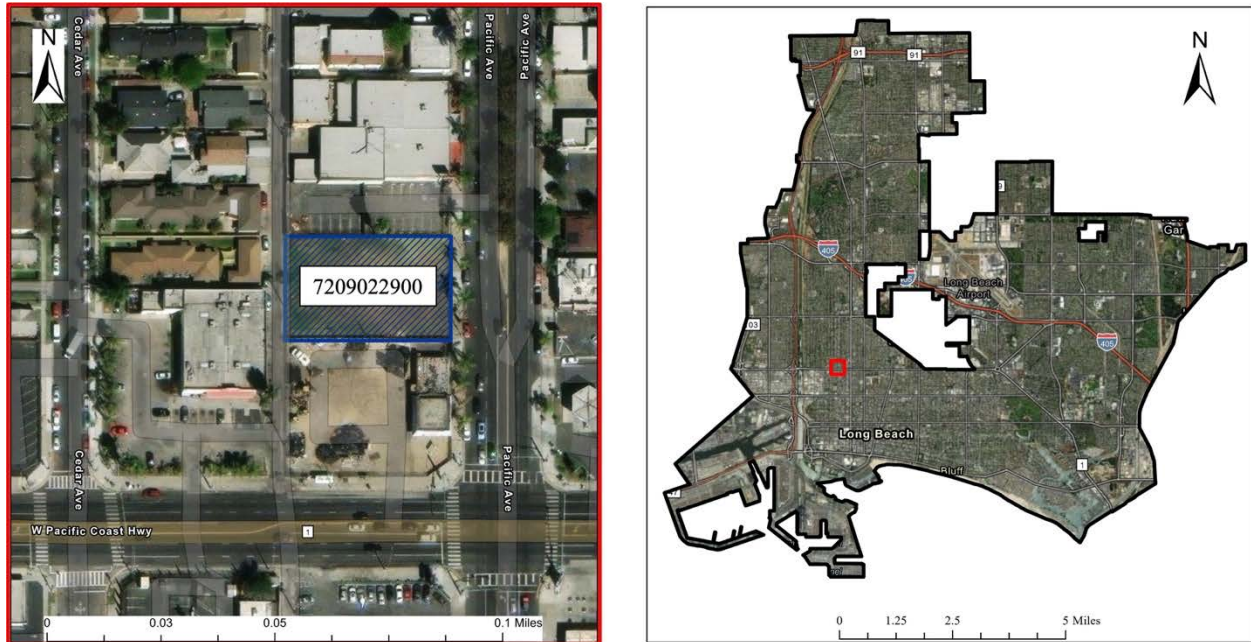 Cedar Ave
Pacific Ave
Pacific Ave
N
7209022900
Cedar Ave
Pacific Ave
W Pacific Coast Hwy
1
0 0.03 0.05 0.1 Miles
91
91
N
405
Gar
405
Long Beach
Airport
03
405
Long Beach
Bluff
1
47
0 1.25 2.5 5 Miles